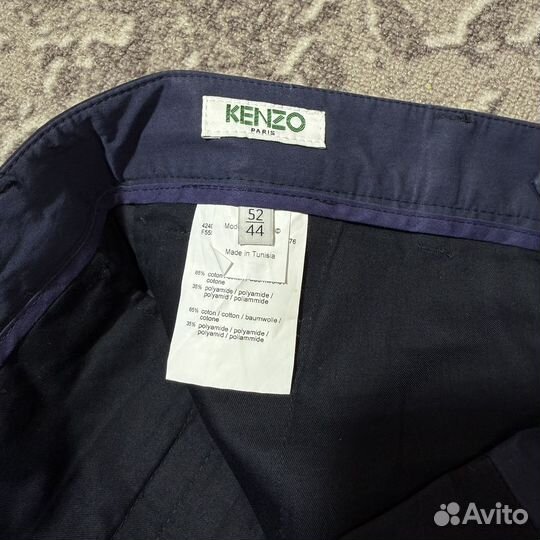 KENZO
PARIS
52
44
Made in Tunisia
65% coton / cotton / baumwolle /
cotone
35% polyamide / polyamide /
polyamid / poliammide
65% coton / cotton / baumwolle /
cotone
35% polyamide / polyamide /
polyamid / poliammide
Avito